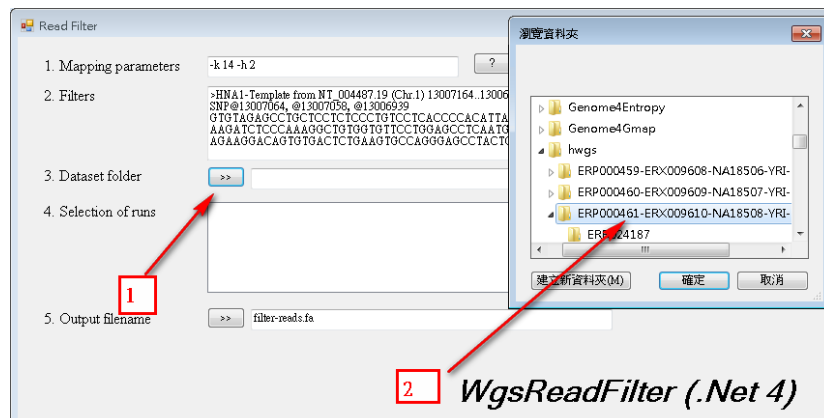 Read Filter
1. Mapping parameters
-k 14 -h 2
?
2. Filters
>HNA1-Template from NT_004487.19 (Chr.1) 13007164..13006
SNP@13007064, @13007058, @13006939
GTGTAGAGCCTGCTCCTCTCCCTGTCCTCACCCCACATTA
AAGATCTCCCAAAGGCTGTGGTGTTCCTGGAGCCTCAATG
AGAAGGACAGTGTGACTCTGAAGTGCCAGGGAGCCTACTC
3. Dataset folder
>>
4. Selection of runs
1
5. Output filename
>>
filter-reads.fa
瀏覽資料夾
Genome4Entropy
Genome4Gmap
hwgs
ERP000459-ERX009608-NA18506-YRI-
ERP000460-ERX009609-NA18507-YRI-
ERP000461-ERX009610-NA18508-YRI-
建立新資料夾(M)
確定
取消
2
WgsReadFilter (.Net 4)